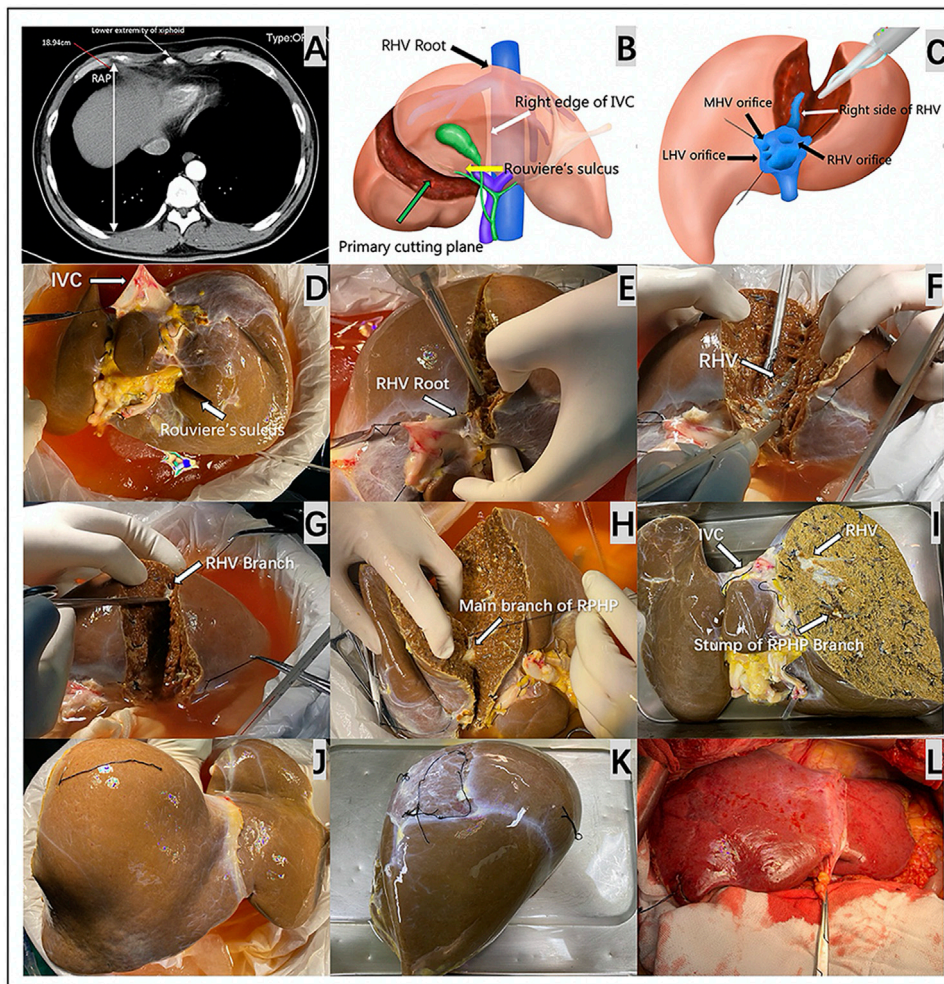 Lower extremity of xiphoid
Type:OR
A
18.94cm
RAP
RHV Root
B
Right edge of IVC
Rouviere's sulcus
Primary cutting plane
C
MHV orifice
Right side of RHV
LHV orifice
RHV orifice
IVC
D
Rouviere's sulcus
E
RHV Root
F
RHV
G
RHV Branch
H
Main branch of RPHP
I
IVC
RHV
Stump of RPHP Branch
J
K
L